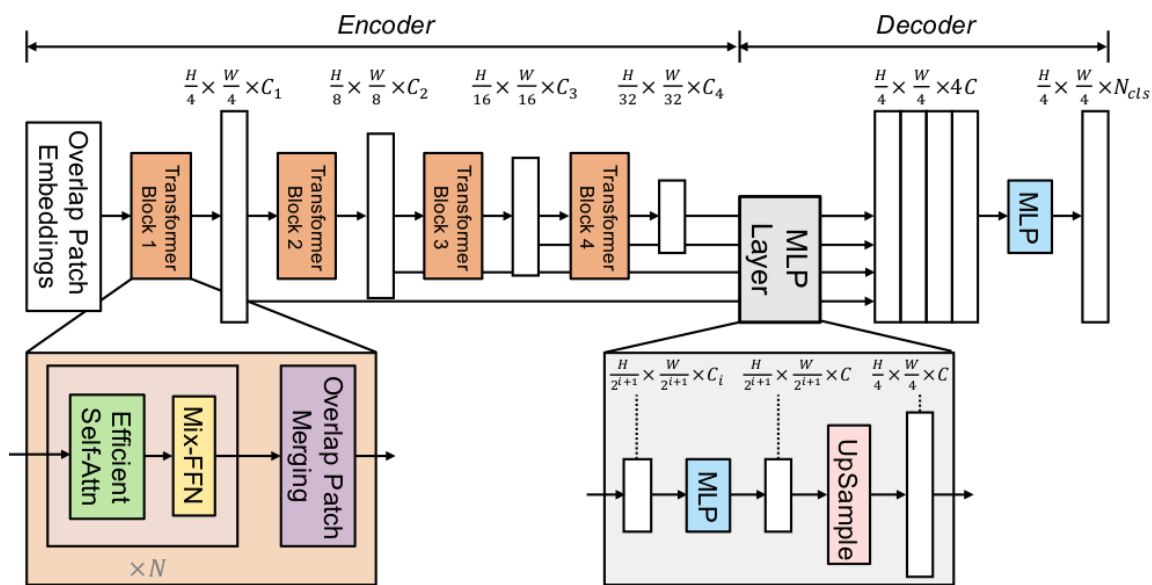 Encoder
Decoder
H/4 × W/4 × C₁
H/8 × W/8 × C₂
H/16 × W/16 × C₃
H/32 × W/32 × C₄
H/4 × W/4 × 4C
H/4 × W/4 × N_cls
Overlap Patch
Embeddings
Transformer
Block 1
Transformer
Block 2
Transformer
Block 3
Transformer
Block 4
MLP
Layer
MLP
Efficient
Self-Attn
Mix-FFN
Overlap Patch
Merging
×N
H/2^{i+1} × W/2^{i+1} × C_i
H/2^{i+1} × W/2^{i+1} × C
H/4 × W/4 × C
MLP
UpSample